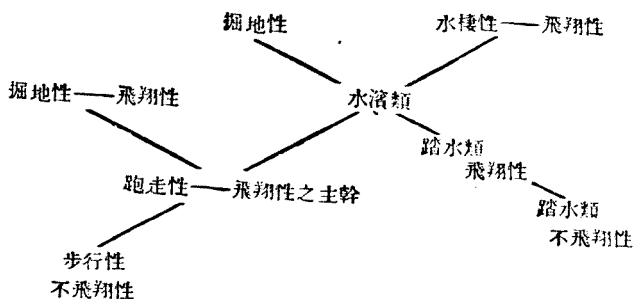 掘地性
水棲性
飛翔性
掘地性
飛翔性
水濱類
踏水類
飛翔性
跑走性
飛翔性之主幹
踏水類
不飛翔性
步行性
不飛翔性